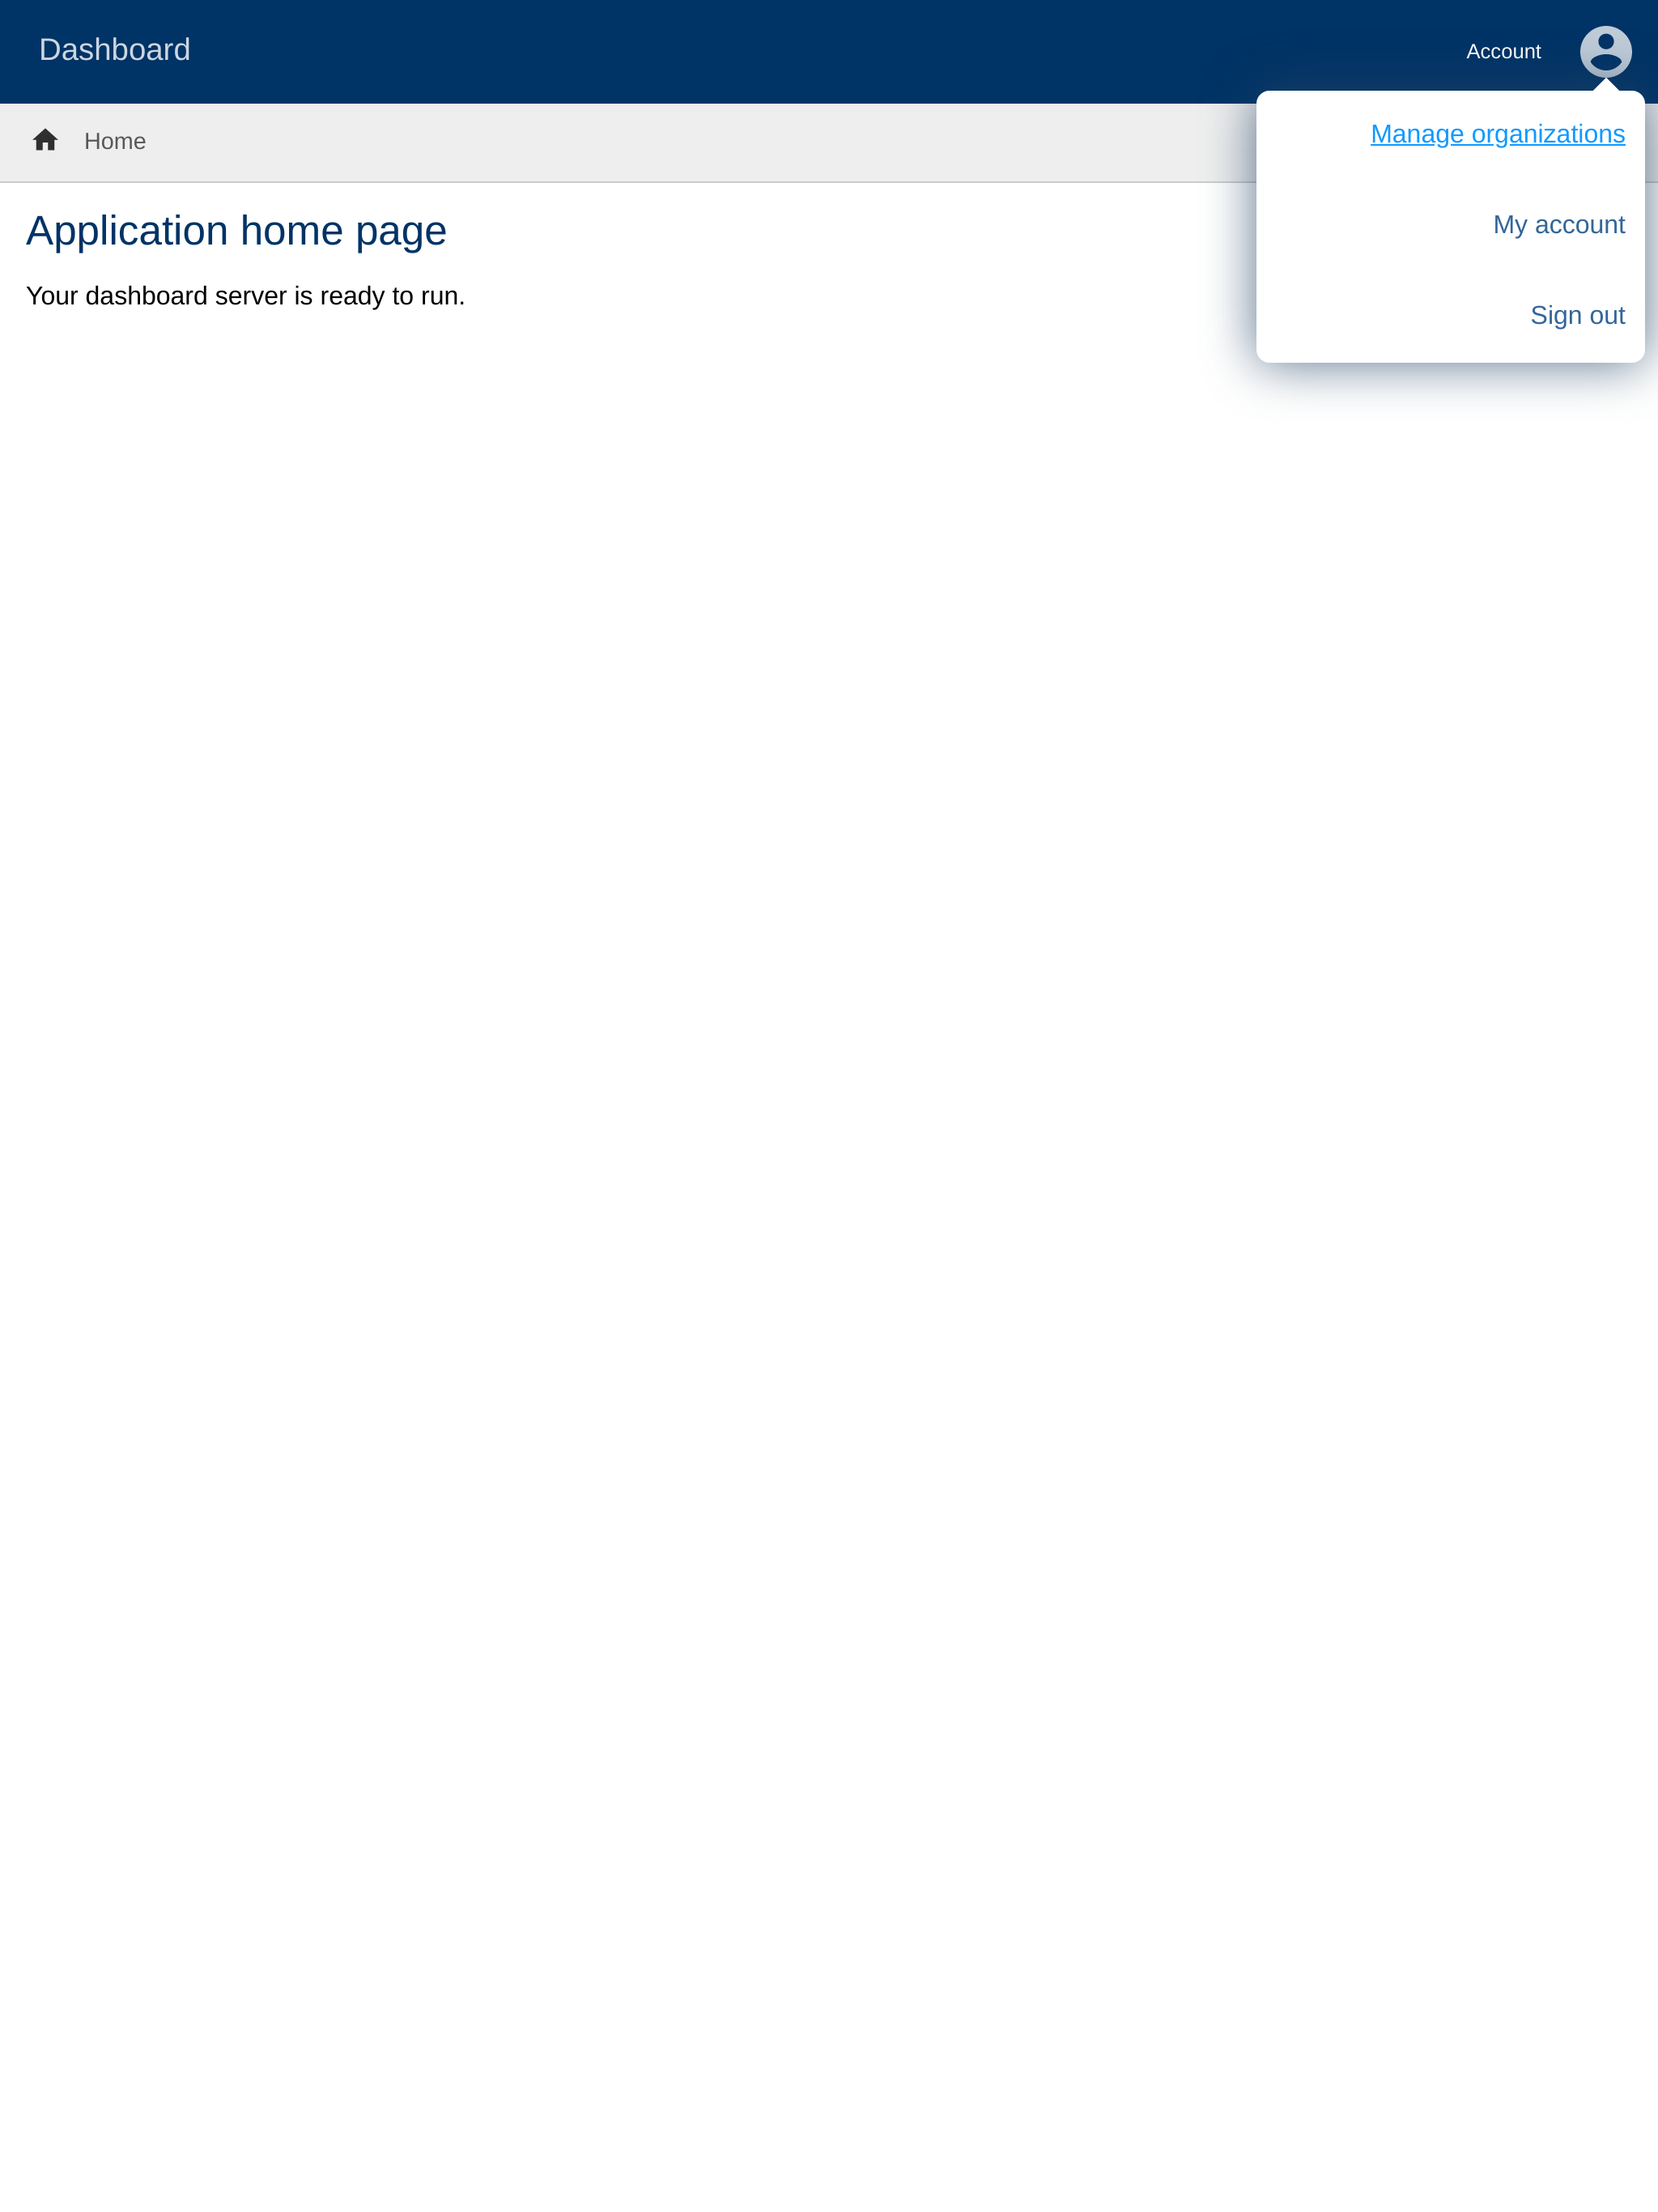 Dashboard
Account
Home
Manage organizations
My account
Sign out
Application home page
Your dashboard server is ready to run.